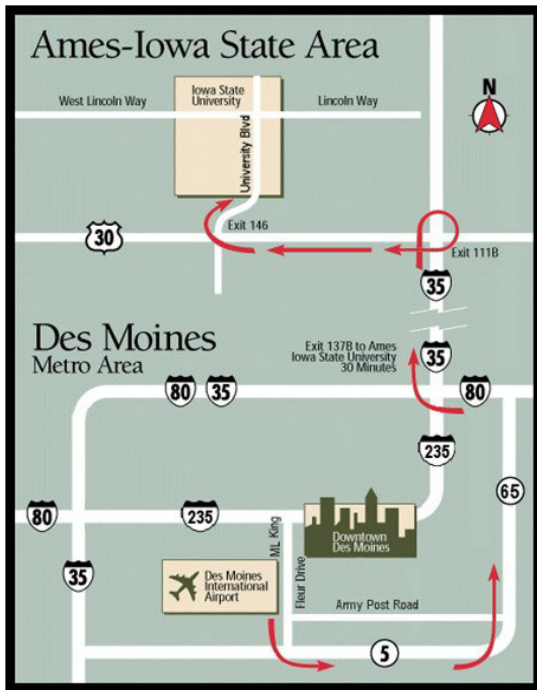 Ames-Iowa State Area
Iowa State
University
West Lincoln Way
Lincoln Way
University Blvd
N
Exit 146
30
Exit 111B
35
Des Moines
Metro Area
Exit 137B to Ames
Iowa State University
30 Minutes
35
80
35
80
235
65
80
235
ML King
Downtown
Des Moines
Fleur Drive
35
Des Moines
International
Airport
Army Post Road
5